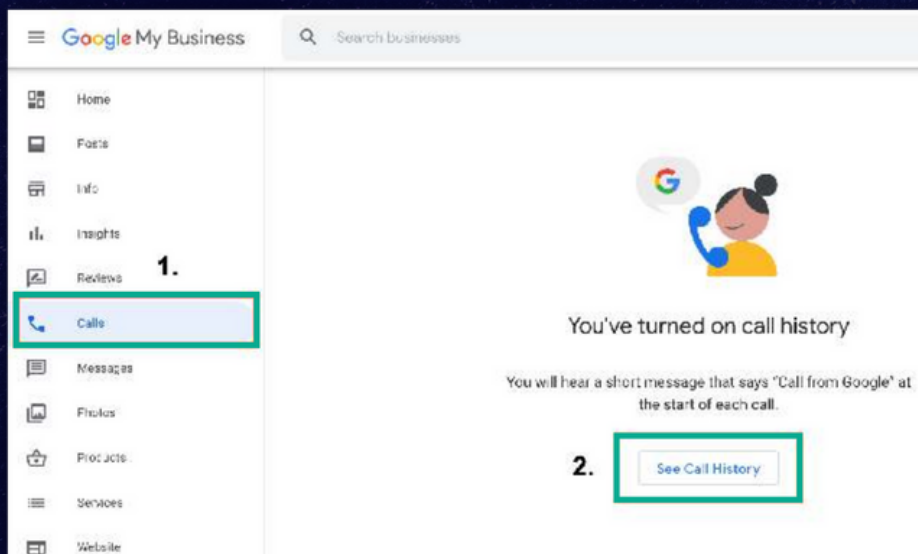 Google My Business
Search businesses
Home
Posts
Info
Insights
Reviews
1.
Calls
Messages
Photos
Products
Services
Website
G
You've turned on call history
You will hear a short message that says "Call from Google" at
the start of each call.
2.
See Call History